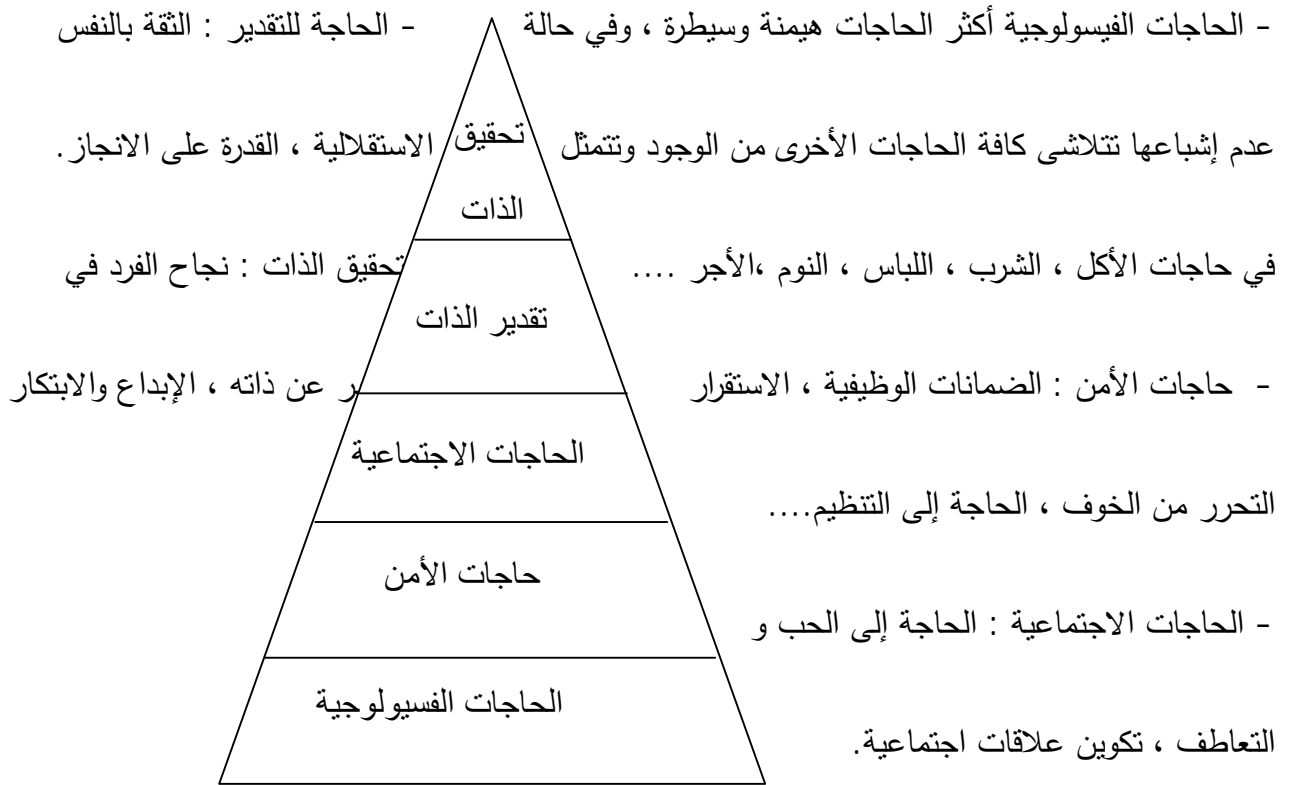 - الحاجات الفيسولوجية أكثر الحاجات هيمنة وسيطرة ، وفي حالة
عدم إشباعها تتلاشى كافة الحاجات الأخرى من الوجود وتتمثل
في حاجات الأكل ، الشرب ، اللباس ، النوم ،الأجر ....
- حاجات الأمن : الضمانات الوظيفية ، الاستقرار
التحرر من الخوف ، الحاجة إلى التنظيم....
- الحاجات الاجتماعية : الحاجة إلى الحب و
التعاطف ، تكوين علاقات اجتماعية.
تحقيق
الذات
تقدير الذات
الحاجات الاجتماعية
حاجات الأمن
الحاجات الفسيولوجية
- الحاجة للتقدير : الثقة بالنفس
الاستقلالية ، القدرة على الانجاز.
تحقيق الذات : نجاح الفرد في
عن ذاته ، الإبداع والابتكار